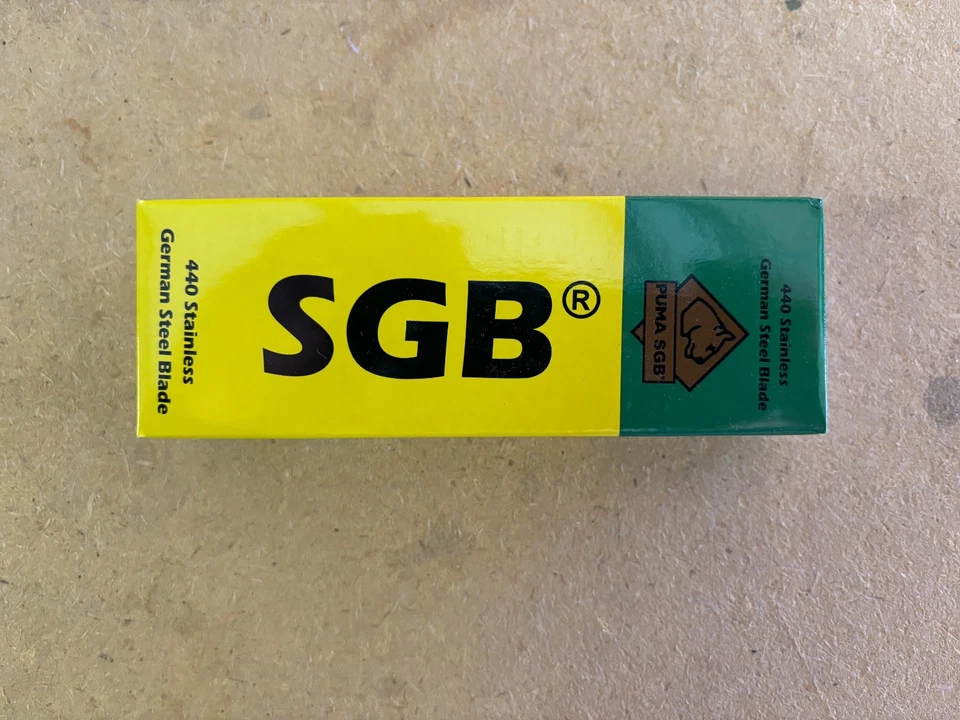 440 Stainless
German Steel Blade
SGB®
PUMA SGB®
440 Stainless
German Steel Blade